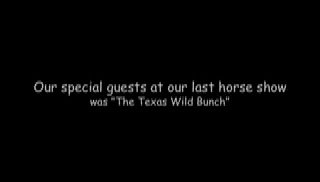 Our special guests at our last horse show
was "The Texas Wild Bunch"